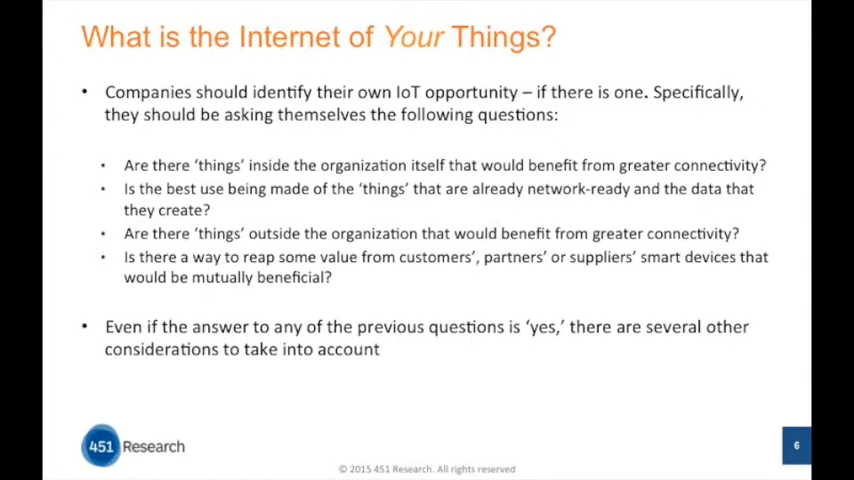 What is the Internet of Your Things?
• Companies should identify their own IoT opportunity – if there is one. Specifically,
they should be asking themselves the following questions:
• Are there ‘things’ inside the organization itself that would benefit from greater connectivity?
• Is the best use being made of the ‘things’ that are already network-ready and the data that
they create?
• Are there ‘things’ outside the organization that would benefit from greater connectivity?
• Is there a way to reap some value from customers’, partners’ or suppliers’ smart devices that
would be mutually beneficial?
• Even if the answer to any of the previous questions is ‘yes,’ there are several other
considerations to take into account
451 Research
6
© 2015 451 Research. All rights reserved